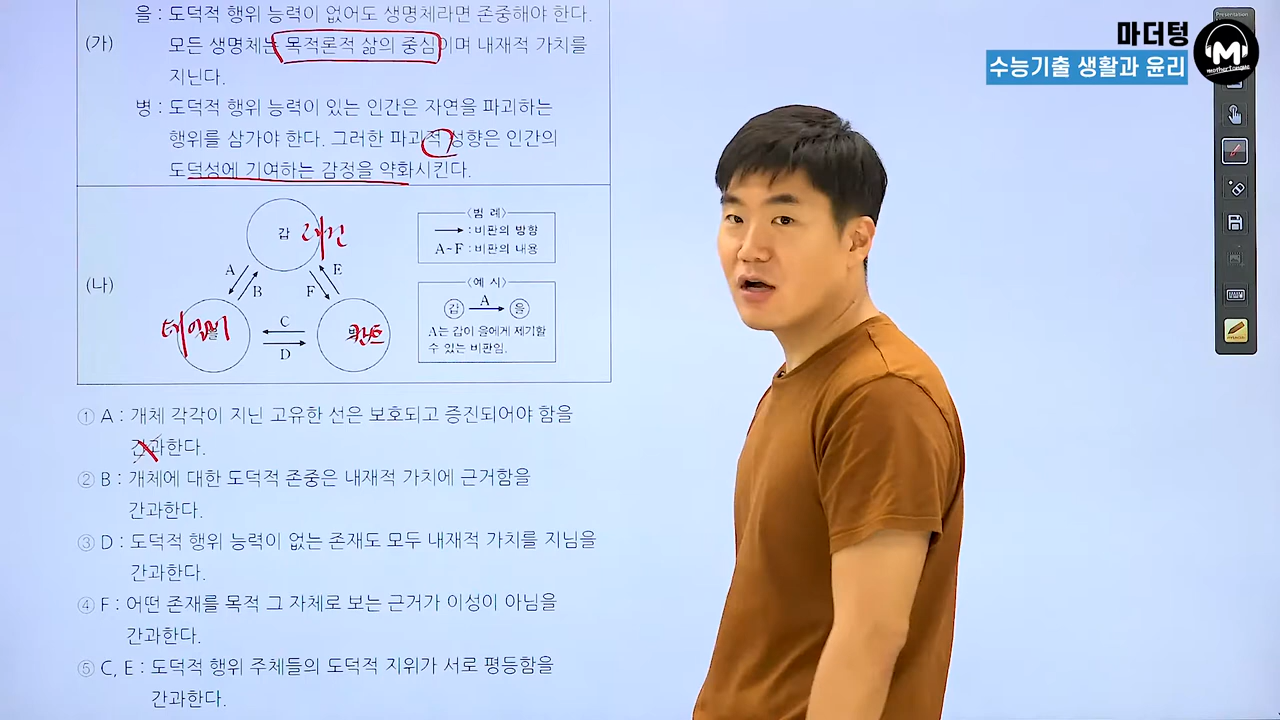 을 : 도덕적 행위 능력이 없어도 생명체라면 존중해야 한다.
(가)
모든 생명체는 목적론적 삶의 중심이며 내재적 가치를
지닌다.
병 : 도덕적 행위 능력이 있는 인간은 자연을 파괴하는
행위를 삼가야 한다. 그러한 파괴적 성향은 인간의
도덕성에 기여하는 감정을 약화시킨다.
(나)
갑 레건
A
B
E
F
테일러
C
D
칸트
<범 례>
→ : 비판의 방향
A~F : 비판의 내용
<예 시>
갑 A 을
A는 갑이 을에게 제기할
수 있는 비판임.
① A : 개체 각각이 지닌 고유한 선은 보호되고 증진되어야 함을
간과한다.
② B : 개체에 대한 도덕적 존중은 내재적 가치에 근거함을
간과한다.
③ D : 도덕적 행위 능력이 없는 존재도 모두 내재적 가치를 지님을
간과한다.
④ F : 어떤 존재를 목적 그 자체로 보는 근거가 이성이 아님을
간과한다.
⑤ C, E : 도덕적 행위 주체들의 도덕적 지위가 서로 평등함을
간과한다.
마더텅
수능기출 생활과 윤리
M
mothertongue
Presentation